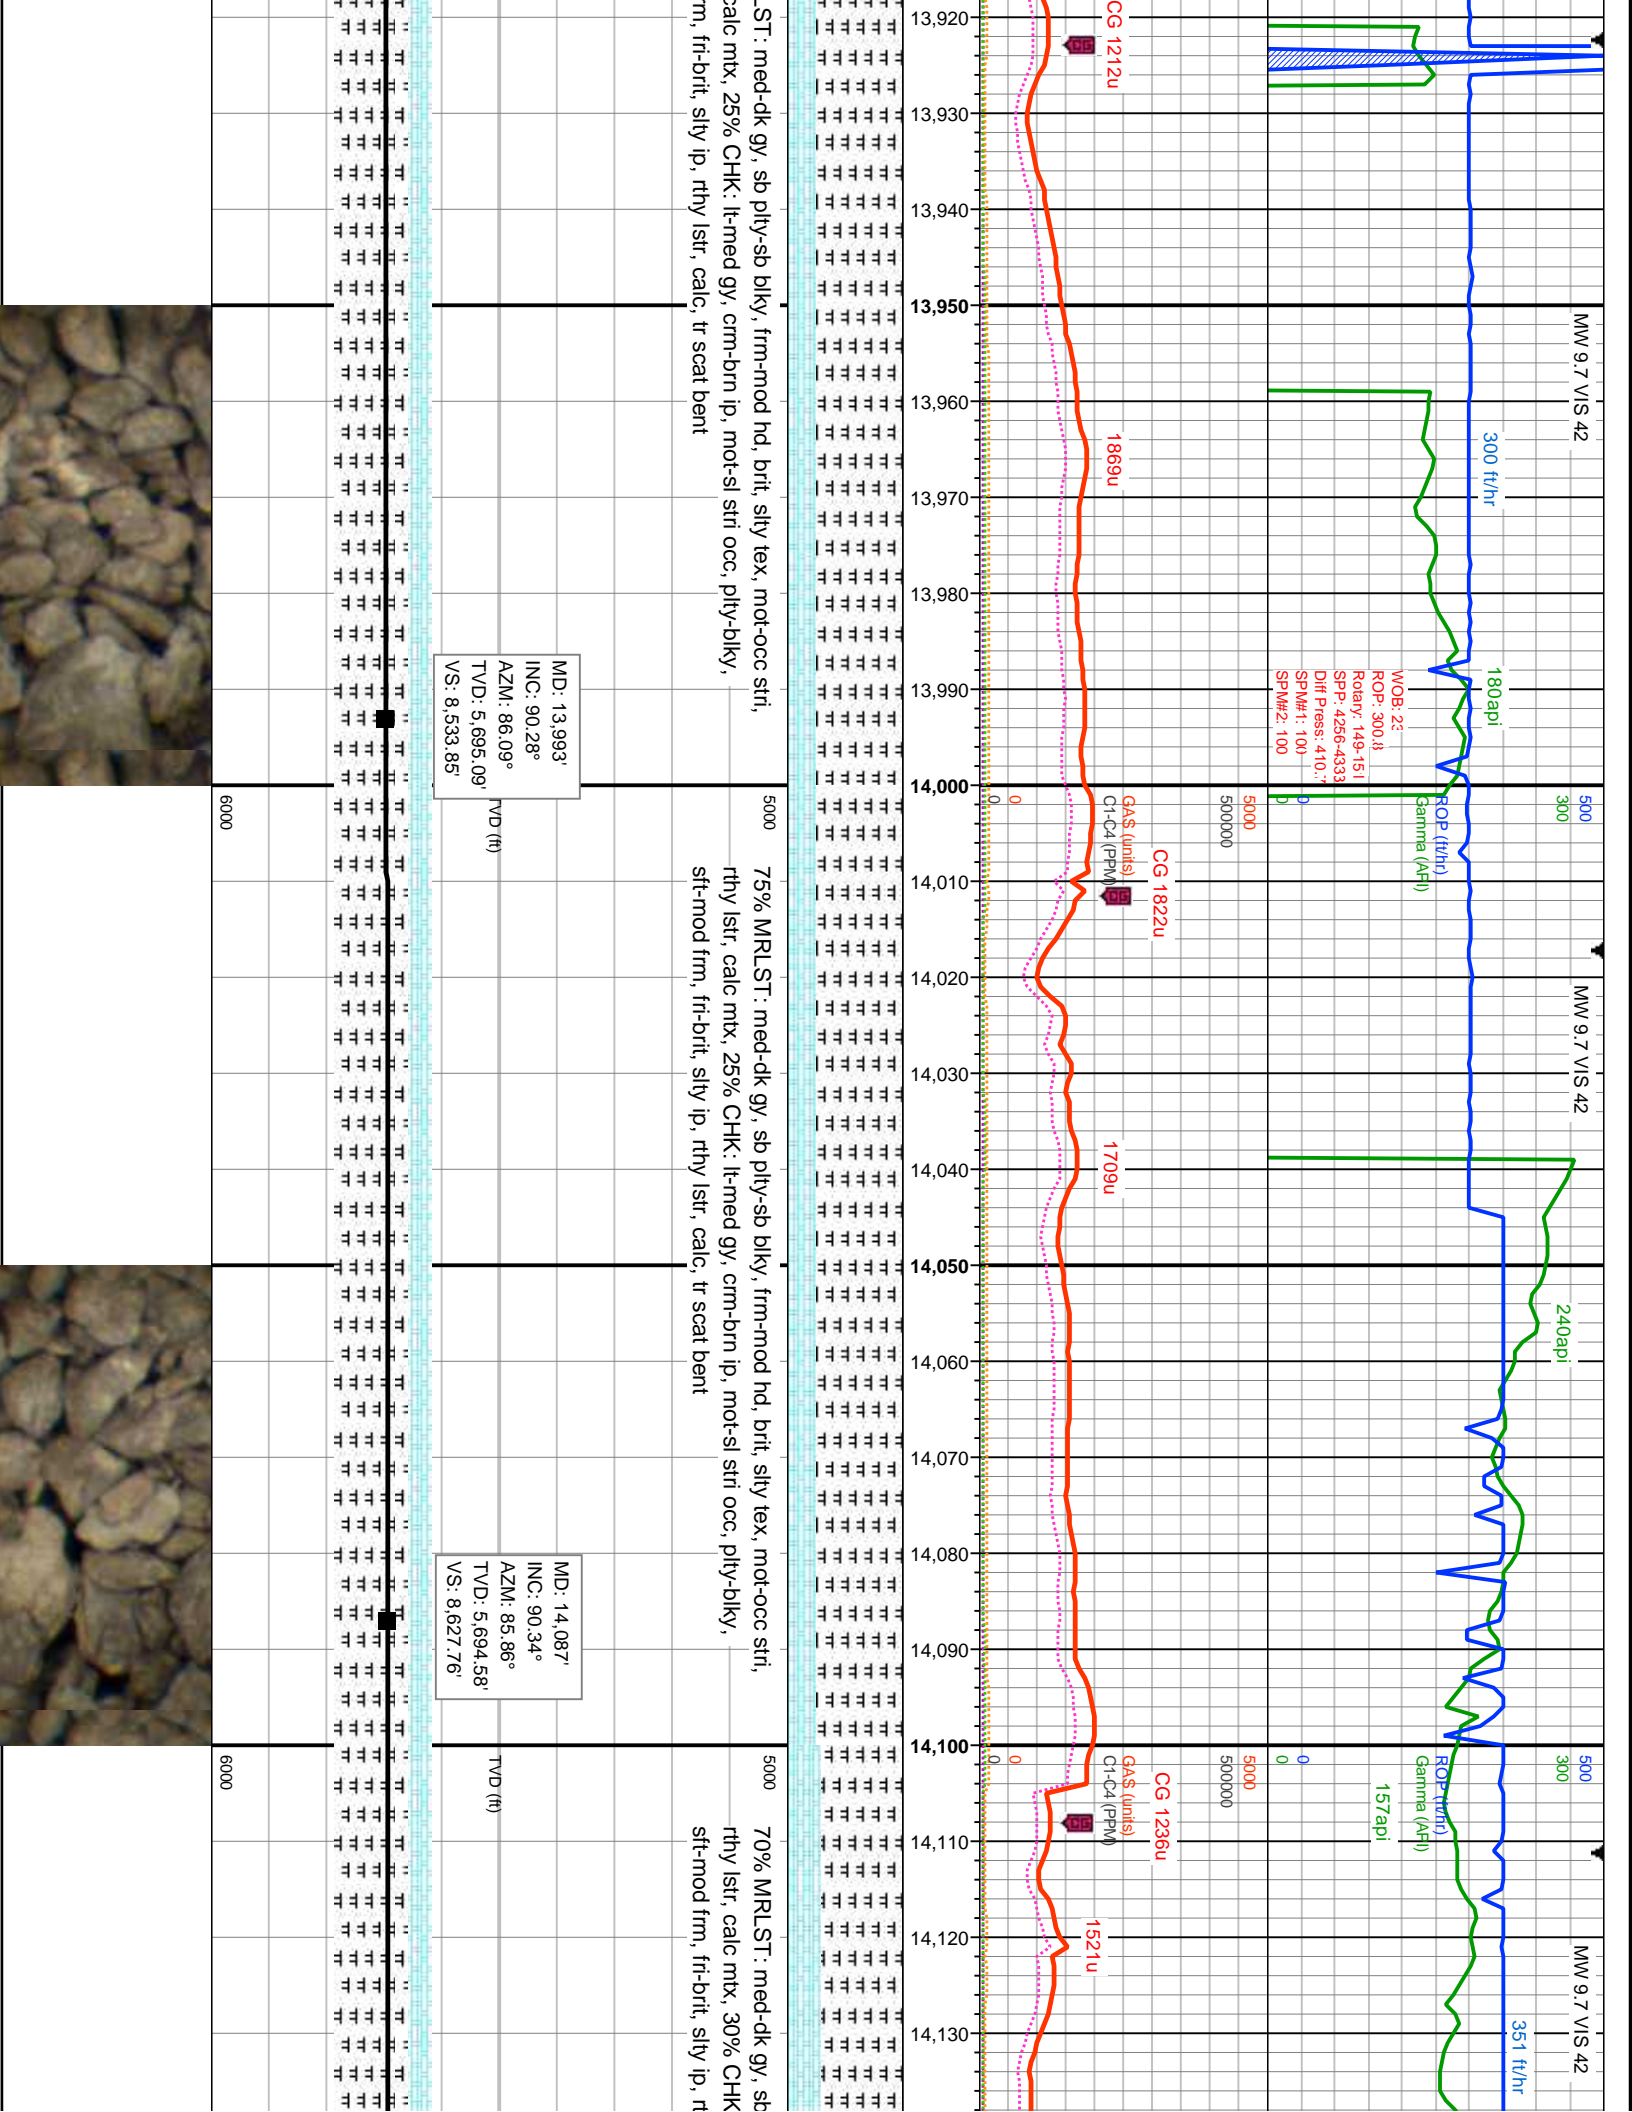 MW 9.7 VIS 42
MW 9.7 VIS 42
MW 9.7 VIS 42
300 ft/hr
351 ft/hr
180api
240api
157api
WOB: 23
ROP: 300.8
Rotary: 149-151
SPP: 4256-4333
Diff Press: 410.
SPM#1: 100
SPM#2: 100
500
300
ROP (ft/hr)
Gamma (API)
0
0
500
300
ROP (ft/hr)
Gamma (API)
0
0
5000
500000
GAS (units)
C1-C4 (PPM)
0
0
5000
500000
GAS (units)
C1-C4 (PPM)
0
0
CG 1212u
1869u
CG 1822u
1709u
CG 1236u
1521u
13,920
13,930
13,940
13,950
13,960
13,970
13,980
13,990
14,000
14,010
14,020
14,030
14,040
14,050
14,060
14,070
14,080
14,090
14,100
14,110
14,120
14,130
LST: med-dk gy, sb plty-sb blky, frm-mod hd, brit, slty tex, mot-occ stri,
calc mtx, 25% CHK: lt-med gy, crm-brn ip, mot-sl stri occ, plty-blky,
rm, fri-brit, slty ip, rthy lstr, calc, tr scat bent
75% MRLST: med-dk gy, sb plty-sb blky, frm-mod hd, brit, slty tex, mot-occ stri,
rthy lstr, calc mtx, 25% CHK: lt-med gy, crm-brn ip, mot-sl stri occ, plty-blky,
sft-mod frm, fri-brit, slty ip, rthy lstr, calc, tr scat bent
70% MRLST: med-dk gy, sb
rthy lstr, calc mtx, 30% CHK
sft-mod frm, fri-brit, slty ip, rt
5000
TVD (ft)
6000
5000
TVD (ft)
6000
MD: 13,993'
INC: 90.28°
AZM: 86.09°
TVD: 5,695.09'
VS: 8,533.85'
MD: 14,087'
INC: 90.34°
AZM: 85.86°
TVD: 5,694.58'
VS: 8,627.76'